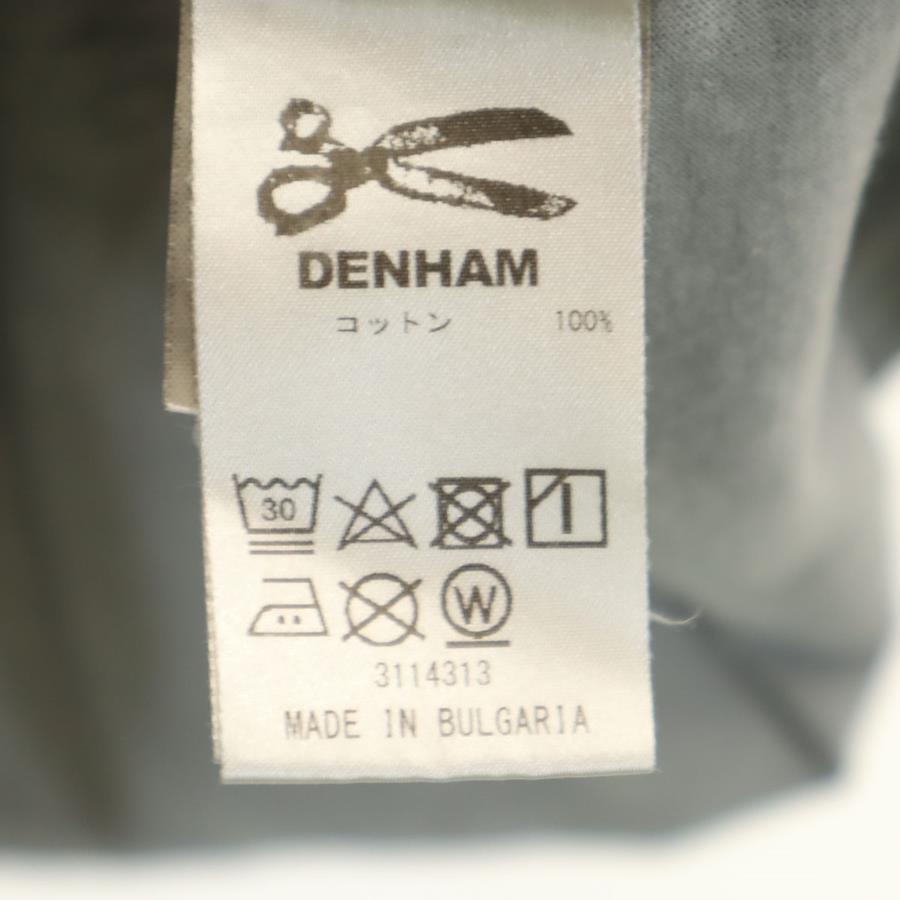 DENHAM
コットン 100%
30
W
3114313
MADE IN BULGARIA